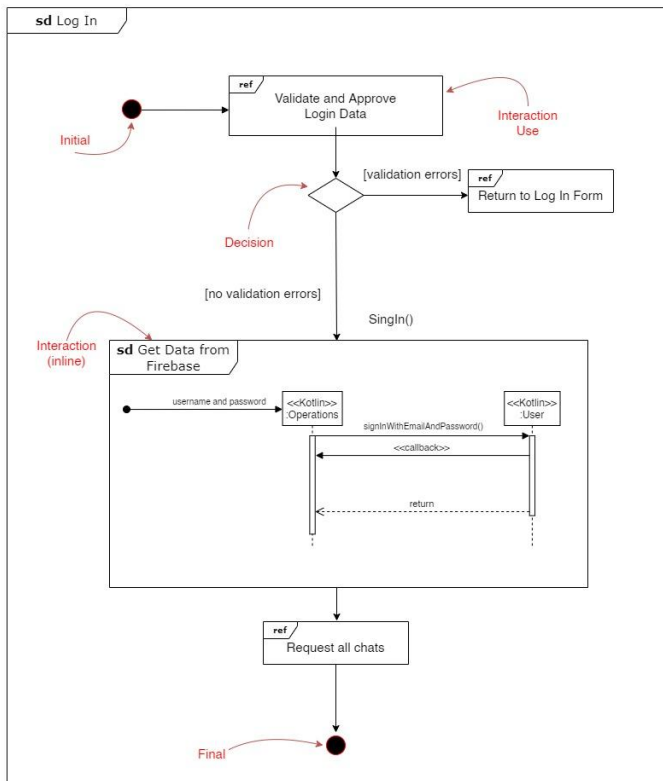 sd Log In
ref
Validate and Approve
Login Data
Interaction
Use
Initial
[validation errors]
ref
Return to Log In Form
Decision
[no validation errors]
SingIn()
Interaction
(inline)
sd Get Data from
Firebase
username and password
<<Kotlin>>
:Operations
<<Kotlin>>
:User
signInWithEmailAndPassword()
<<callback>>
return
ref
Request all chats
Final